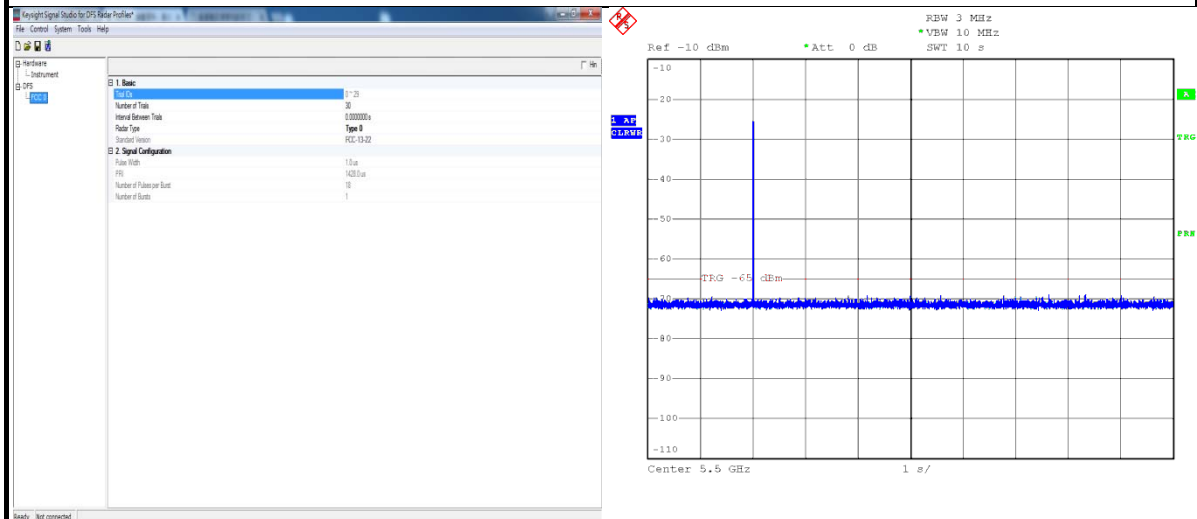 Keysight Signal Studio for DFS Radar Profiles*
File Control System Tools Help
Hardware
Instrument
DFS
FCC 0
Hin
1. Basic
Trial IDs 0 ~ 29
Number of Trials 30
Interval Between Trials 0.0000000 s
Radar Type Type 0
Standard Version FCC-13-22
2. Signal Configuration
Pulse Width 1.0 us
PRI 1428.0 us
Number of Pulses per Burst 18
Number of Bursts 1
Ready Not connected
R S
RBW 3 MHz
*VBW 10 MHz
Ref -10 dBm *Att 0 dB SWT 10 s
-10
A
-20
1 AP
CLRWR
-30
TRG
-40
-50
PRN
-60
TRG -65 dBm
-70
-80
-90
-100
-110
Center 5.5 GHz 1 s/